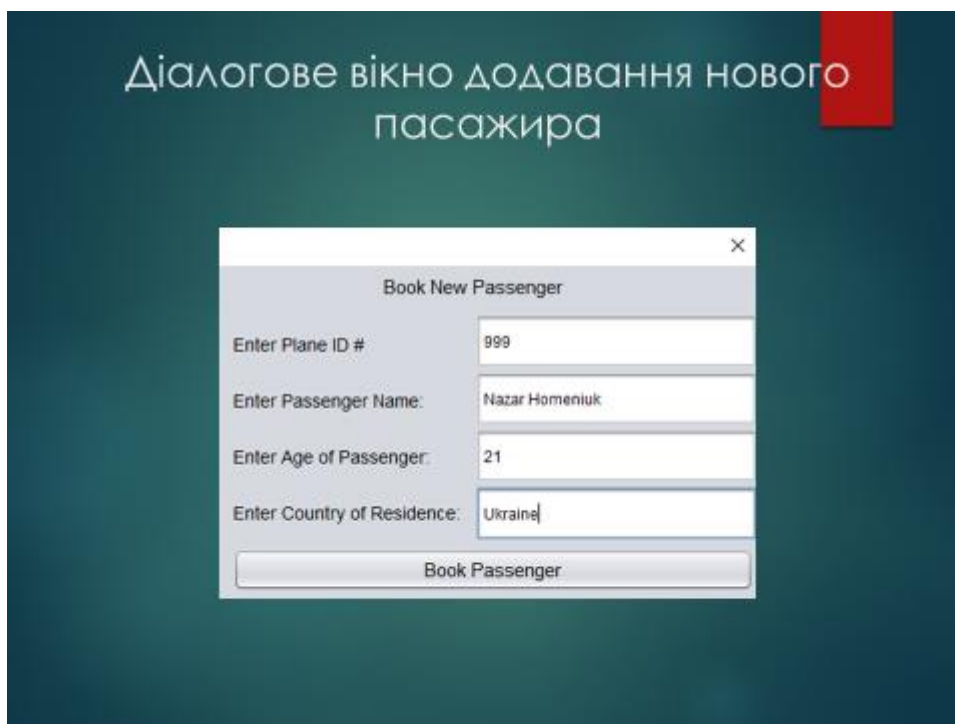 Діалогове вікно додавання нового
пасажира
Book New Passenger
Enter Plane ID # 999
Enter Passenger Name: Nazar Homeniuk
Enter Age of Passenger: 21
Enter Country of Residence: Ukraine
Book Passenger